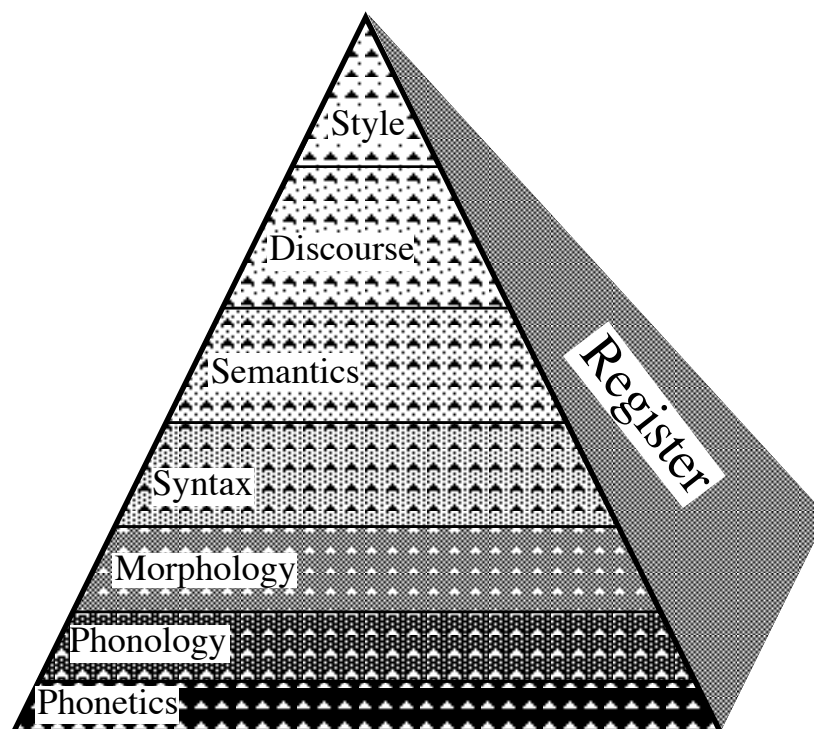 Style
Discourse
Semantics
Register
Syntax
Morphology
Phonology
Phonetics